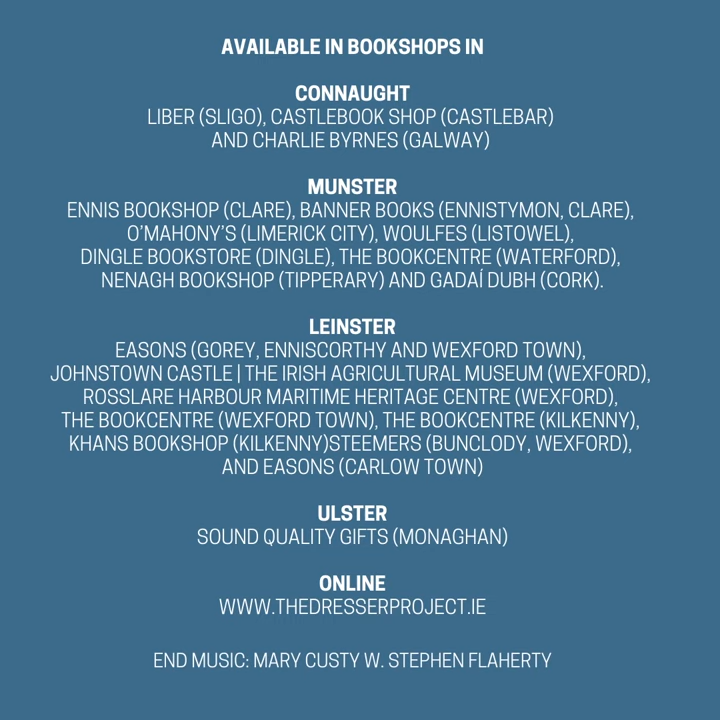 AVAILABLE IN BOOKSHOPS IN
CONNAUGHT
LIBER (SLIGO), CASTLEBOOK SHOP (CASTLEBAR)
AND CHARLIE BYRNES (GALWAY)
MUNSTER
ENNIS BOOKSHOP (CLARE), BANNER BOOKS (ENNISTYMON, CLARE),
O'MAHONY'S (LIMERICK CITY), WOULFES (LISTOWEL),
DINGLE BOOKSTORE (DINGLE), THE BOOKCENTRE (WATERFORD),
NENAGH BOOKSHOP (TIPPERARY) AND GADAÍ DUBH (CORK).
LEINSTER
EASONS (GOREY, ENNISCORTHY AND WEXFORD TOWN),
JOHNSTOWN CASTLE | THE IRISH AGRICULTURAL MUSEUM (WEXFORD),
ROSSLARE HARBOUR MARITIME HERITAGE CENTRE (WEXFORD),
THE BOOKCENTRE (WEXFORD TOWN), THE BOOKCENTRE (KILKENNY),
KHANS BOOKSHOP (KILKENNY)STEEMERS (BUNCLODY, WEXFORD),
AND EASONS (CARLOW TOWN)
ULSTER
SOUND QUALITY GIFTS (MONAGHAN)
ONLINE
WWW.THEDRESSERPROJECT.IE
END MUSIC: MARY CUSTY W. STEPHEN FLAHERTY